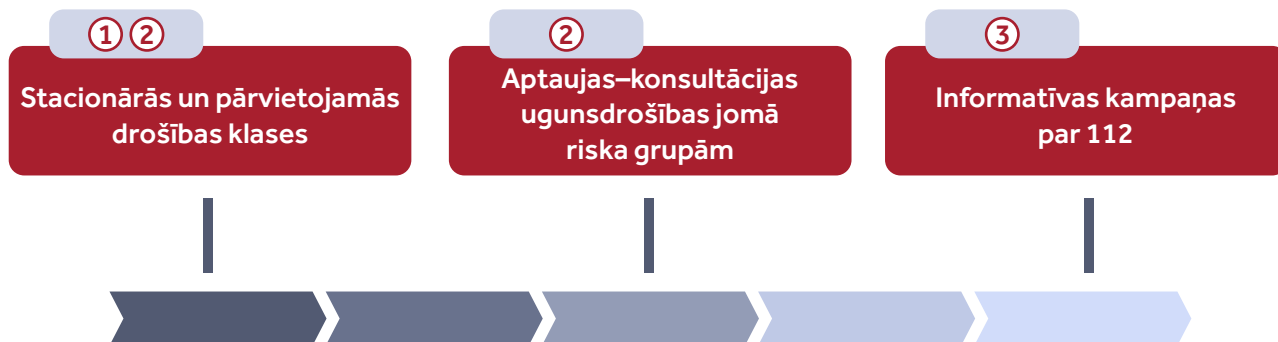 ① ②
Stacionārās un pārvietojamās
drošības klases
②
Aptaujas–konsultācijas
ugunsdrošības jomā
riska grupām
③
Informatīvas kampaņas
par 112